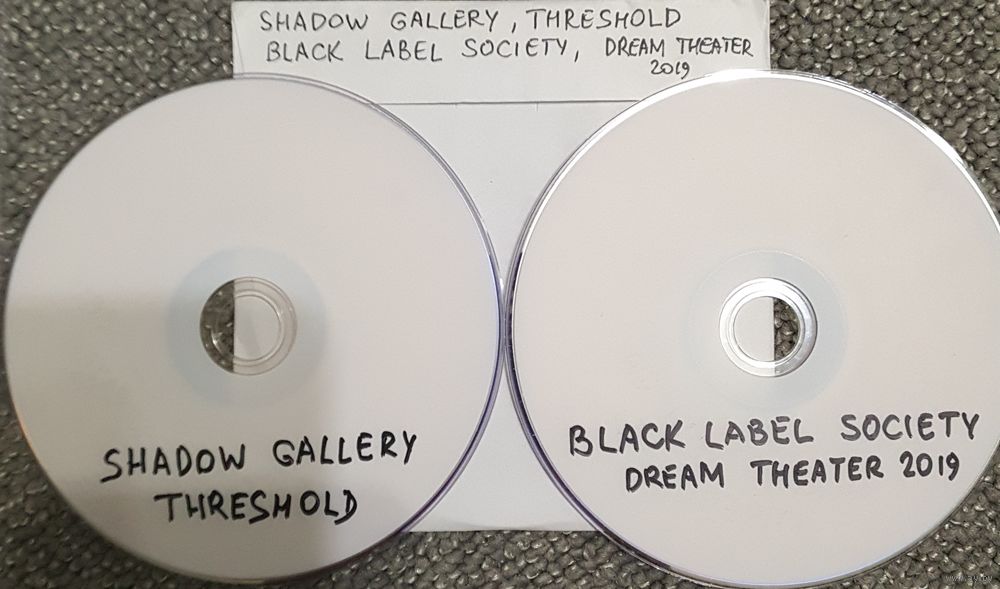 SHADOW GALLERY, THRESHOLD
BLACK LABEL SOCIETY, DREAM THEATER
2019
SHADOW GALLERY
THRESHOLD
BLACK LABEL SOCIETY
DREAM THEATER 2019